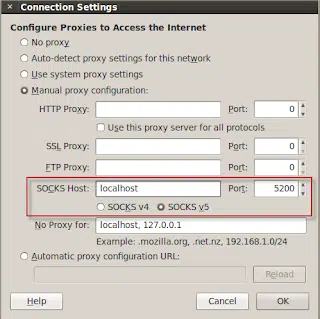 Connection Settings
Configure Proxies to Access the Internet
No proxy
Auto-detect proxy settings for this network
Use system proxy settings
Manual proxy configuration:
HTTP Proxy: Port: 0
Use this proxy server for all protocols
SSL Proxy: Port: 0
FTP Proxy: Port: 0
SOCKS Host: localhost Port: 5200
SOCKS v4 SOCKS v5
No Proxy for: localhost, 127.0.0.1
Example: .mozilla.org, .net.nz, 192.168.1.0/24
Automatic proxy configuration URL:
Reload
Help Cancel OK